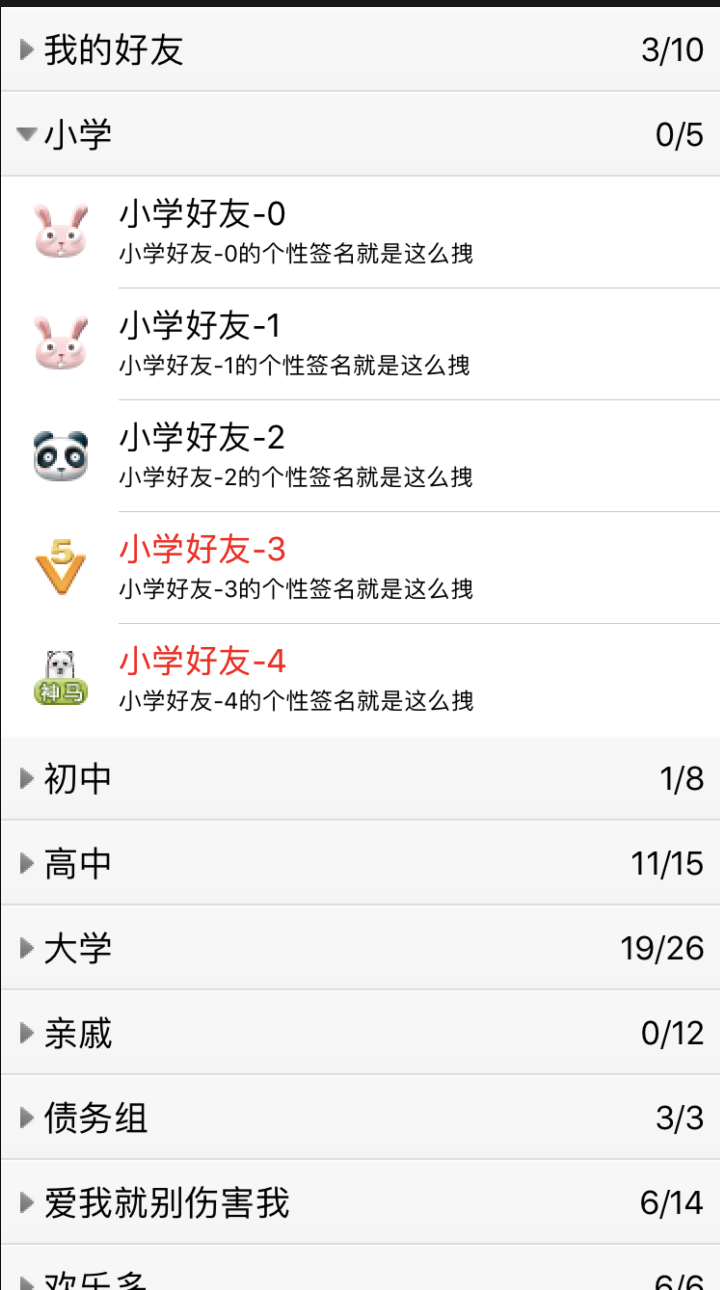 我的好友 3/10
小学 0/5
小学好友-0
小学好友-0的个性签名就是这么拽
小学好友-1
小学好友-1的个性签名就是这么拽
小学好友-2
小学好友-2的个性签名就是这么拽
5
小学好友-3
小学好友-3的个性签名就是这么拽
小学好友-4
神马
小学好友-4的个性签名就是这么拽
初中 1/8
高中 11/15
大学 19/26
亲戚 0/12
债务组 3/3
爱我就别伤害我 6/14
欢乐多 6/6